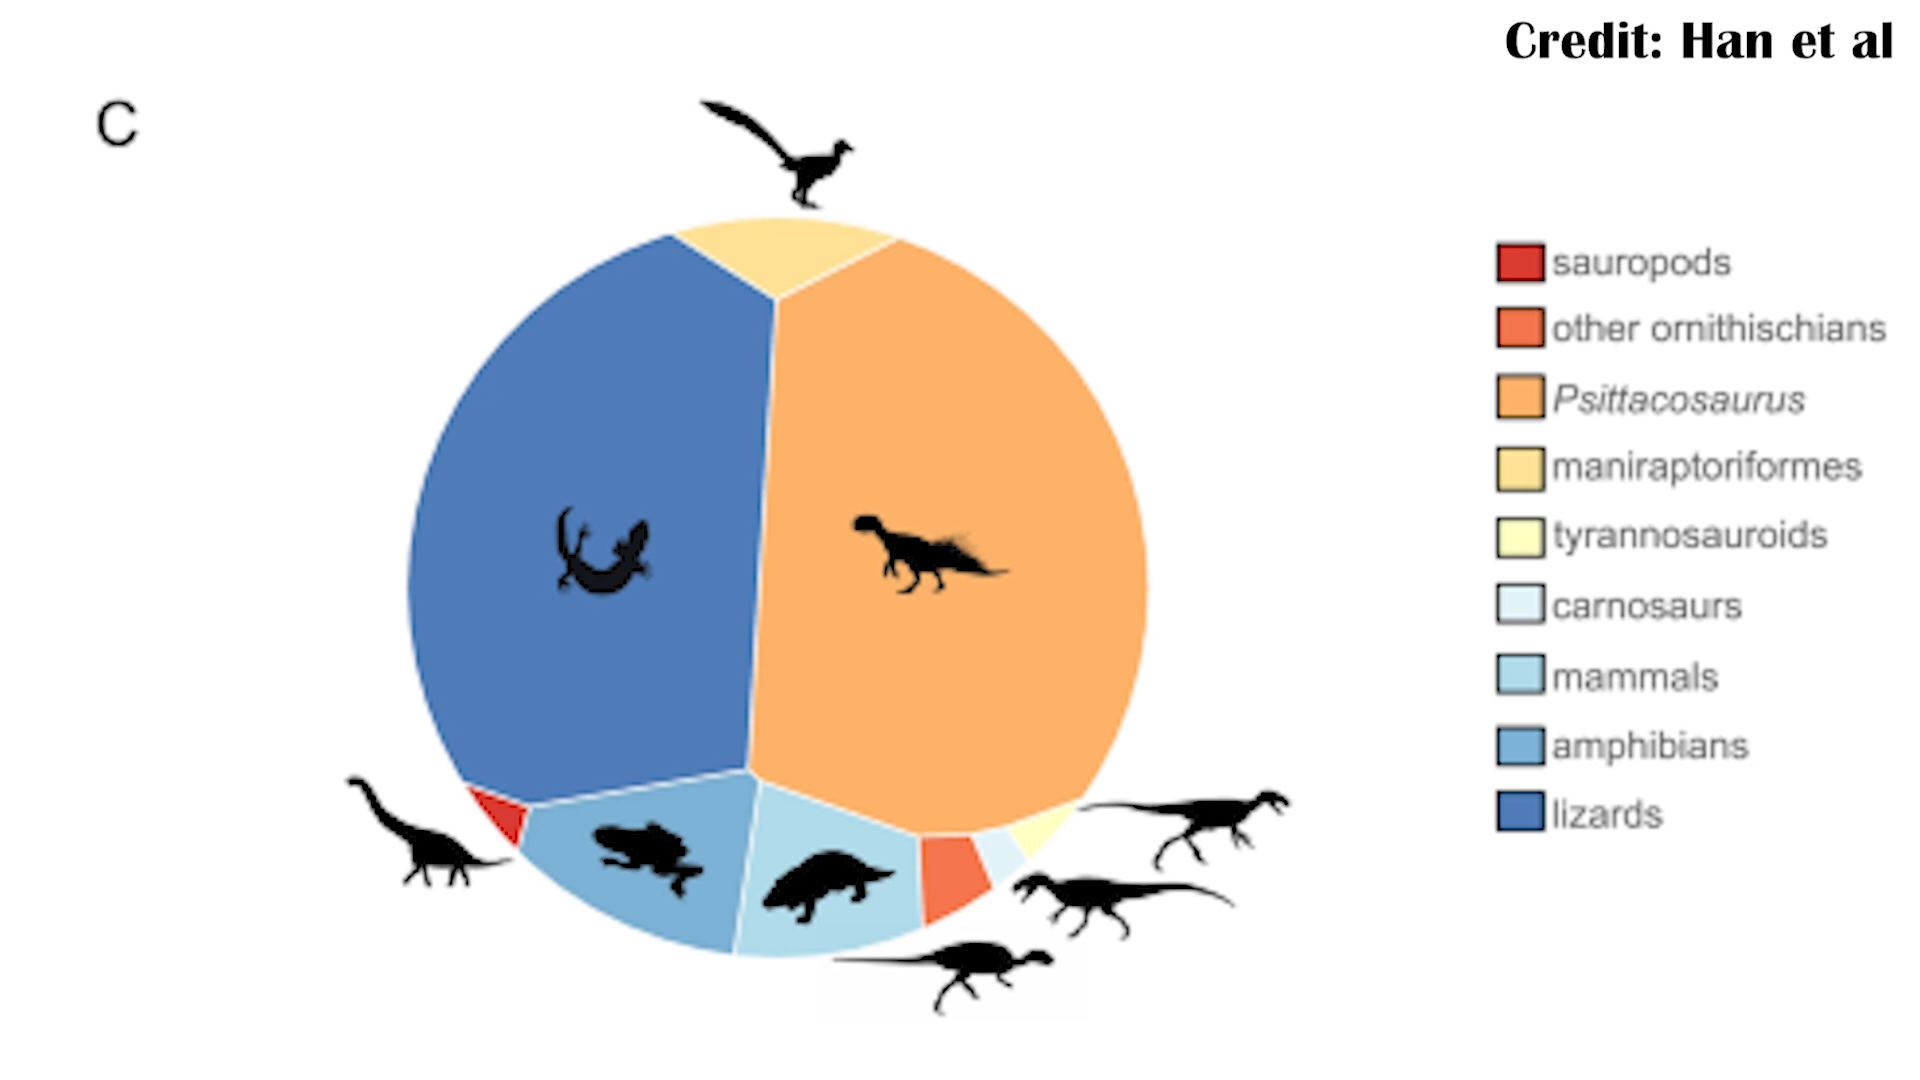 Credit: Han et al
C
sauropods
other ornithischians
Psittacosaurus
maniraptoriformes
tyrannosauroids
carnosaurs
mammals
amphibians
lizards